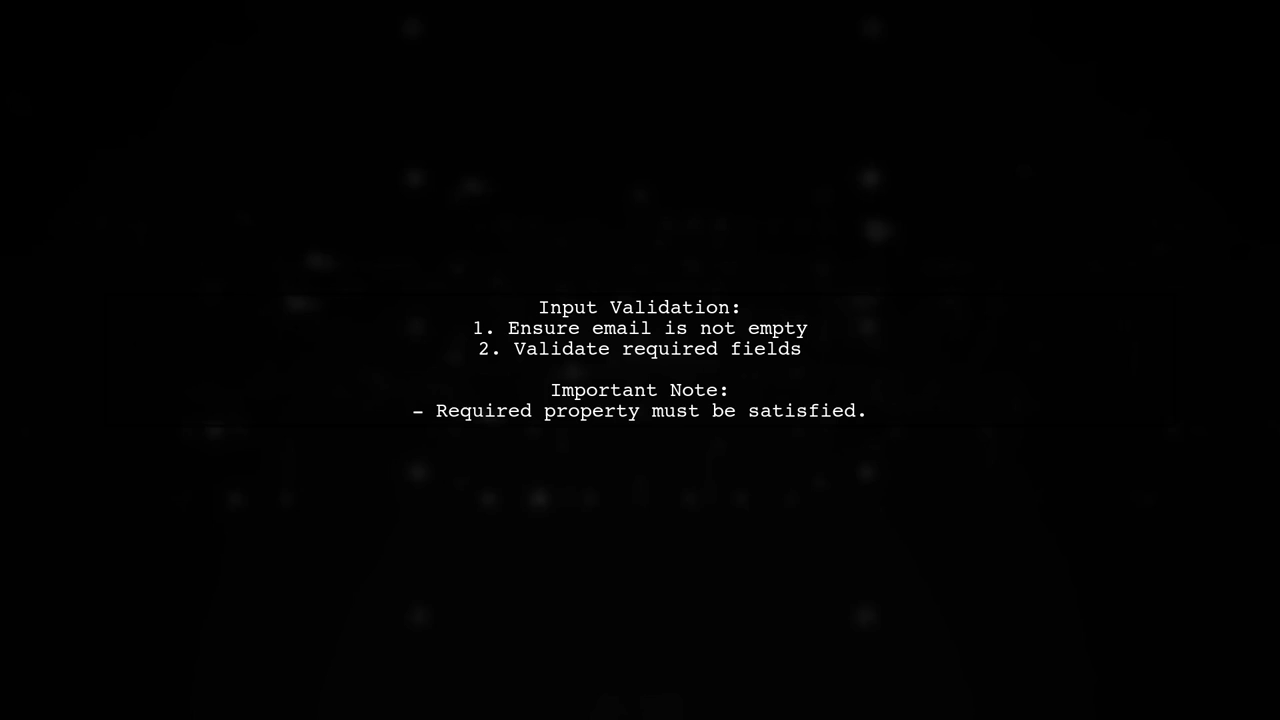 Input Validation:
1. Ensure email is not empty
2. Validate required fields
Important Note:
- Required property must be satisfied.